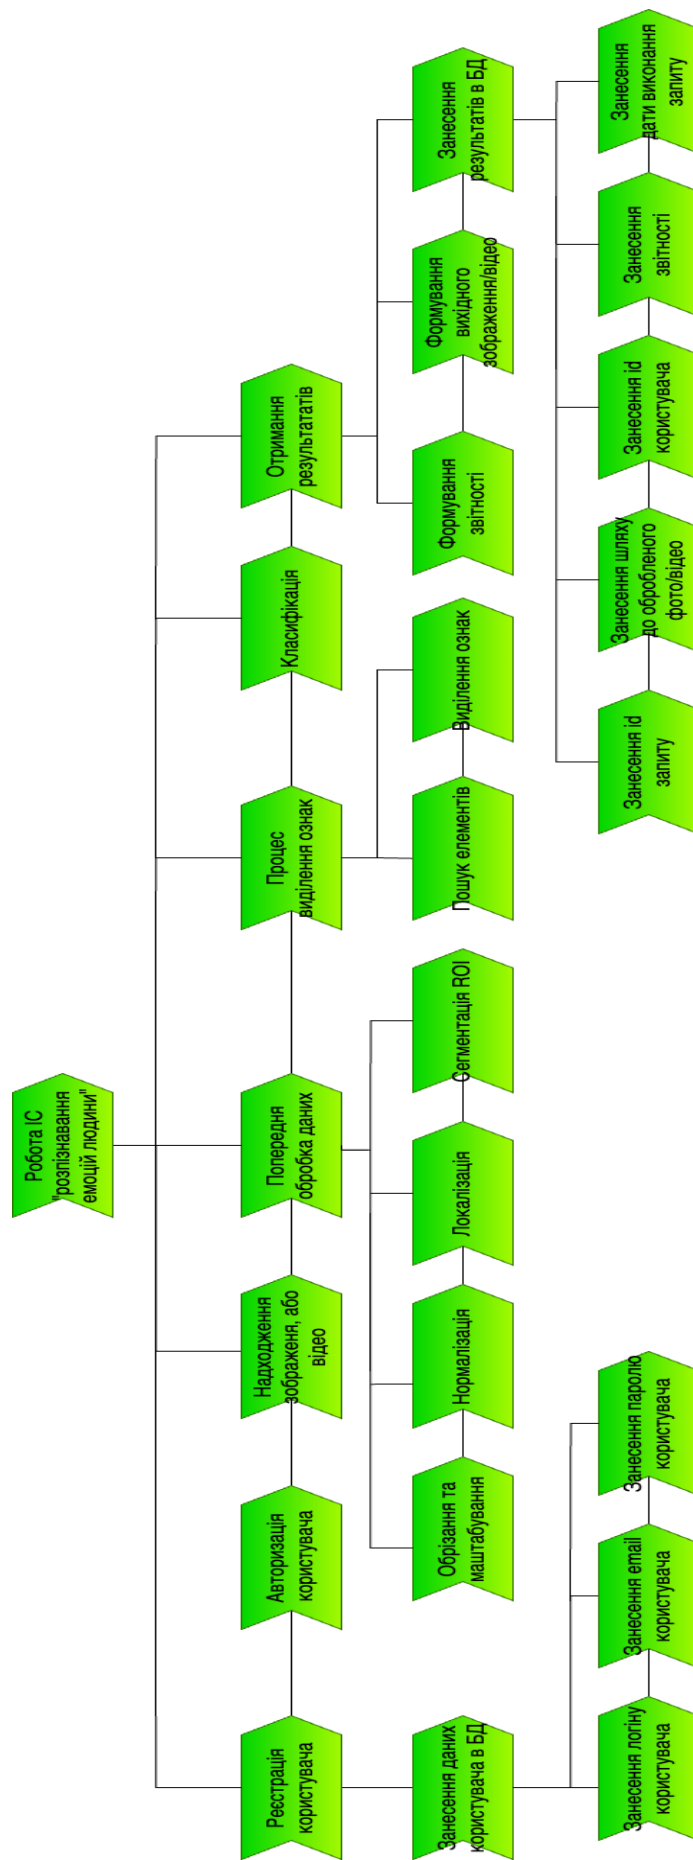 Робота ІС
"розпізнавання
емоцій людини"
Реєстрація
користувача
Авторизація
користувача
Надходження
зображеня, або
відео
Попередня
обробка даних
Процес
виділення ознак
Класифікація
Отримання
результататів
Занесення даних
користувача в БД
Обрізання та
маштабування
Нормалізація
Локалізація
Сегментація ROI
Пошук елементів
Виділення ознак
Формування
звітності
Формування
вихідного
зображення/відео
Занесення
результатів в БД
Занесення логіну
користувача
Занесення email
користувача
Занесення паролю
користувача
Занесення id
запиту
Занесення шляху
до обробленого
фото/відео
Занесення id
користувача
Занесення
звітності
Занесення
дати виконання
запиту